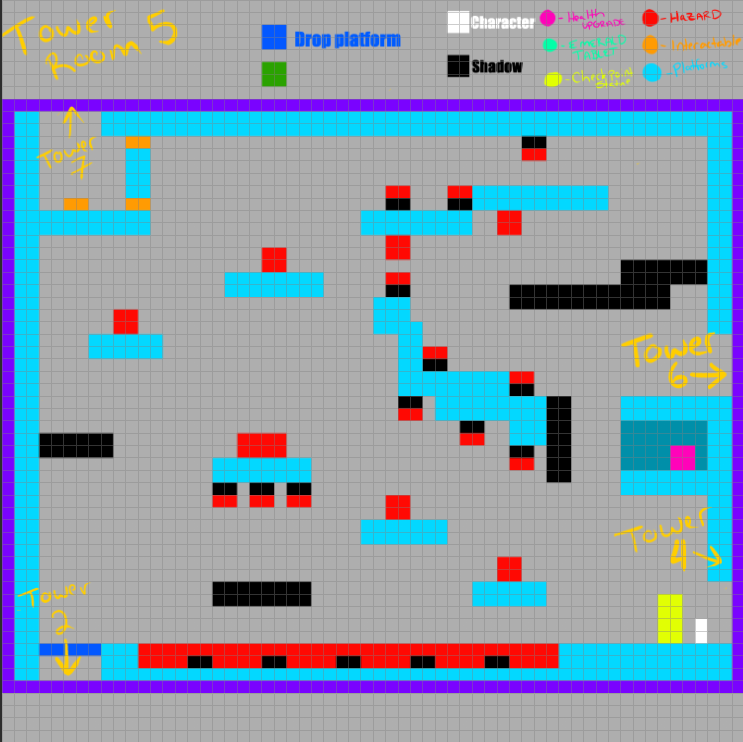 Tower
Room 5
Drop platform
Character
Shadow
- Health
UPGRADE
- HAZARD
- Checkpoint
- Platforms
Tower
7
Tower
6
Tower
4
Tower
2